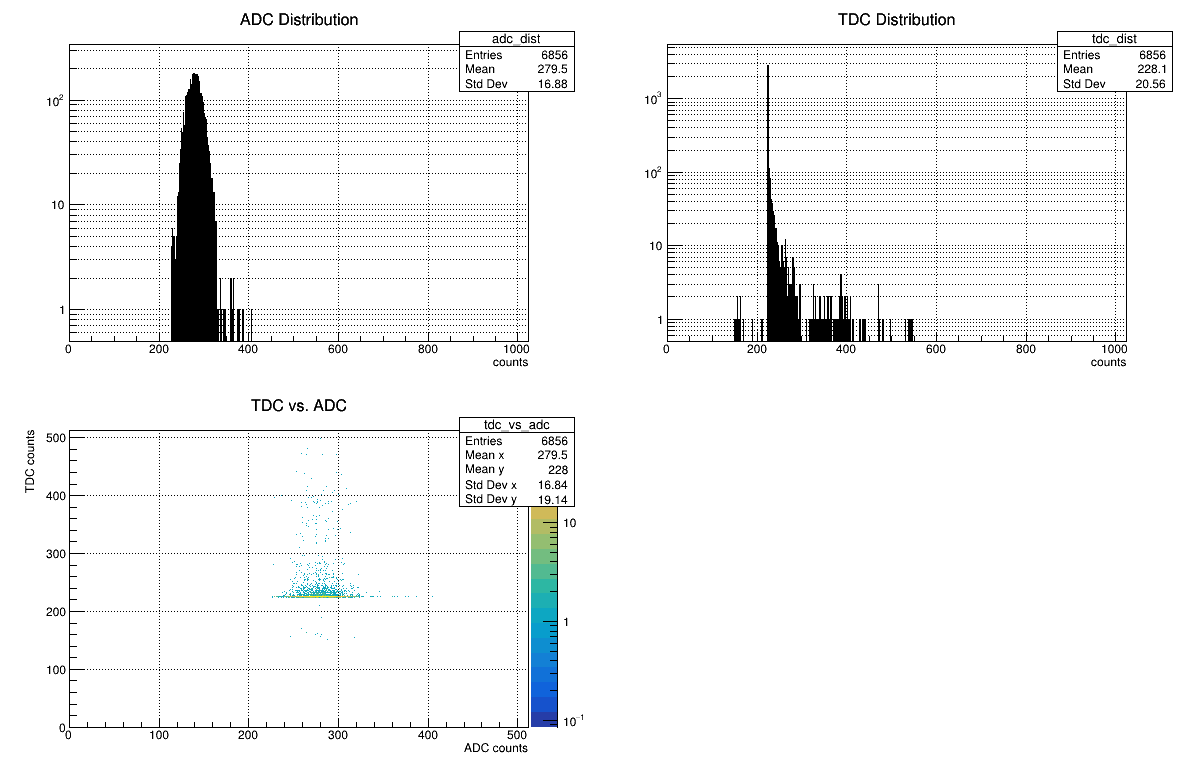 ADC Distribution
adc_dist
Entries 6856
Mean 279.5
Std Dev 16.88
10²
10
1
0 200 400 600 800 1000
counts
TDC Distribution
tdc_dist
Entries 6856
Mean 228.1
Std Dev 20.56
10³
10²
10
1
0 200 400 600 800 1000
counts
TDC vs. ADC
tdc_vs_adc
Entries 6856
Mean x 279.5
Mean y 228
Std Dev x 16.84
Std Dev y 19.14
TDC counts
500
400
300
200
100
0
0 100 200 300 400 500
ADC counts
10
1
10⁻¹